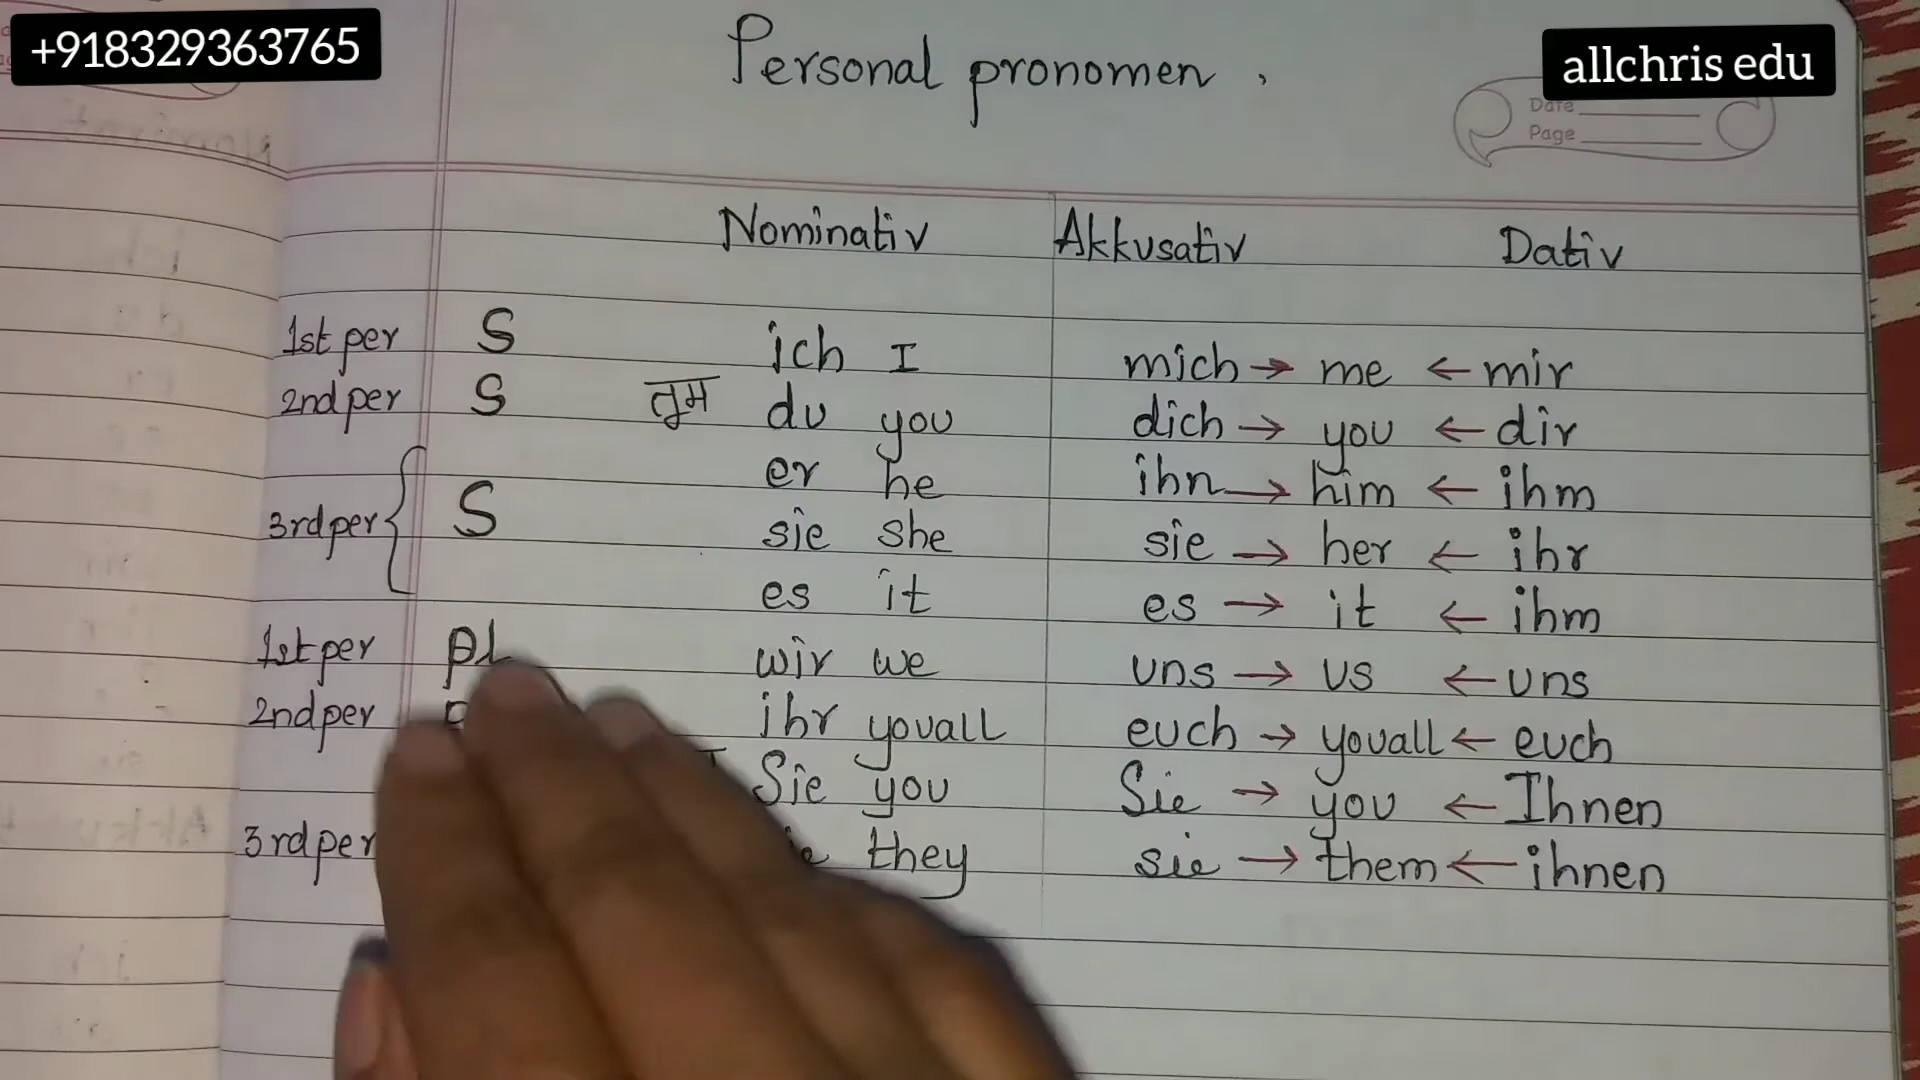 +918329363765
allchris edu
Personal pronomen ,
Date
Page
Nominativ Akkusativ Dativ
1st per S ich I mich → me ← mir
2nd per S तुम du you dich → you ← dir
er he ihn → him ← ihm
3rd per { S sie she sie → her ← ihr
es it es → it ← ihm
1st per pl wir we uns → us ← uns
2nd per ihr youall euch → youall ← euch
Sie you Sie → you ← Ihnen
3rd per they sie → them ← ihnen